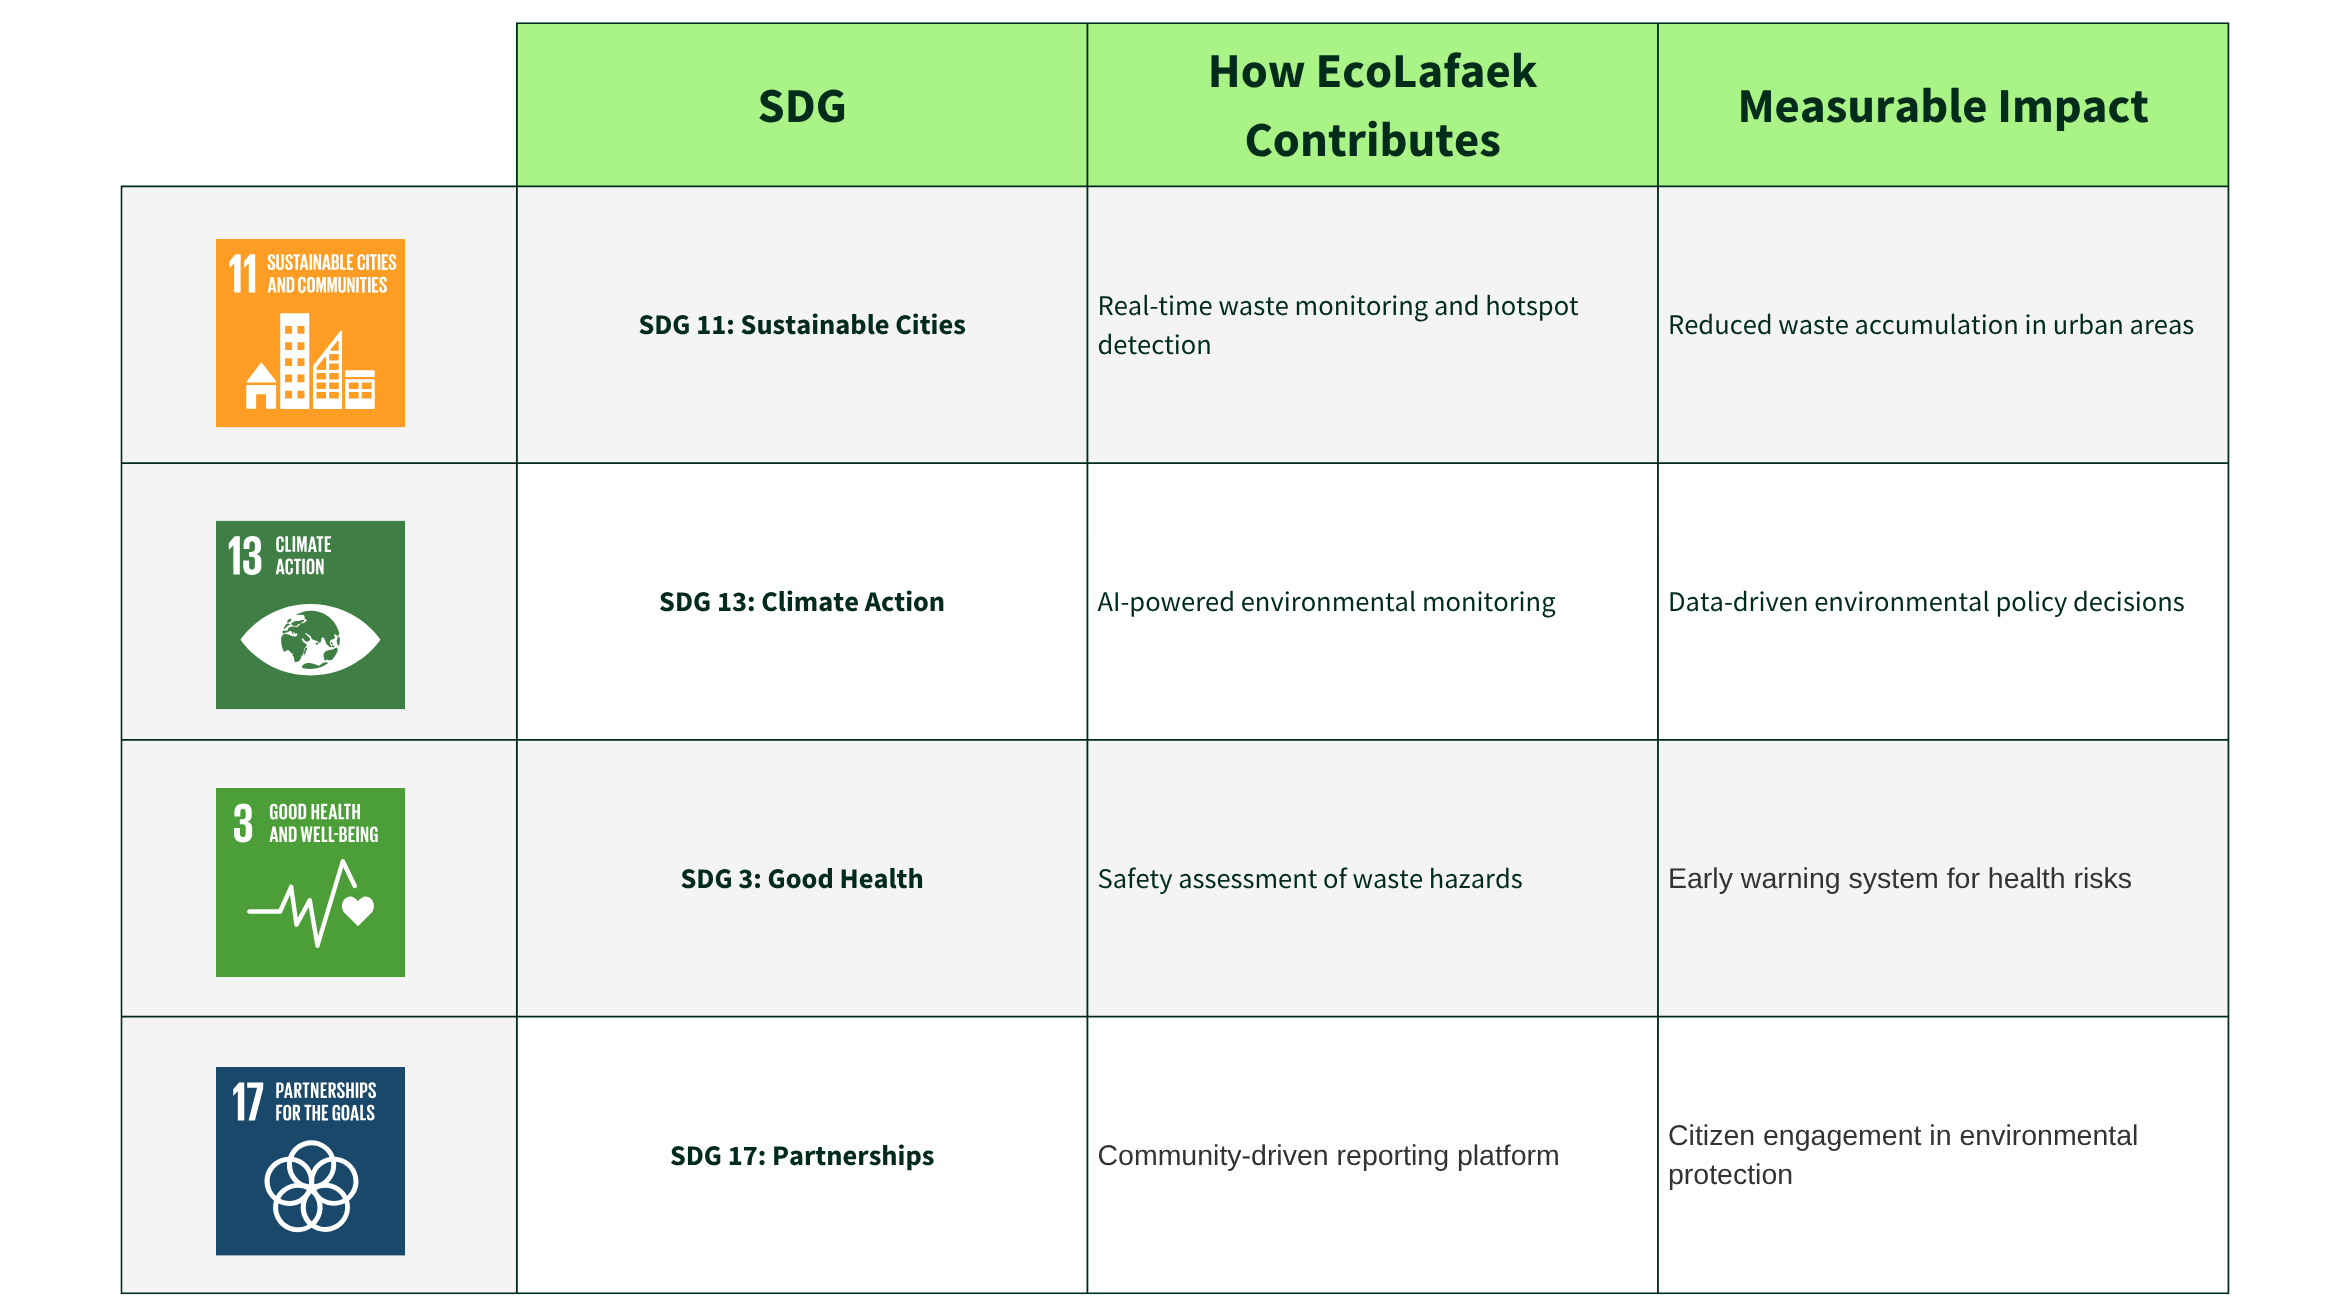 SDG
How EcoLafaek
Contributes
Measurable Impact
11 SUSTAINABLE CITIES
AND COMMUNITIES
SDG 11: Sustainable Cities
Real-time waste monitoring and hotspot
detection
Reduced waste accumulation in urban areas
13 CLIMATE
ACTION
SDG 13: Climate Action
AI-powered environmental monitoring
Data-driven environmental policy decisions
3 GOOD HEALTH
AND WELL-BEING
SDG 3: Good Health
Safety assessment of waste hazards
Early warning system for health risks
17 PARTNERSHIPS
FOR THE GOALS
SDG 17: Partnerships
Community-driven reporting platform
Citizen engagement in environmental
protection